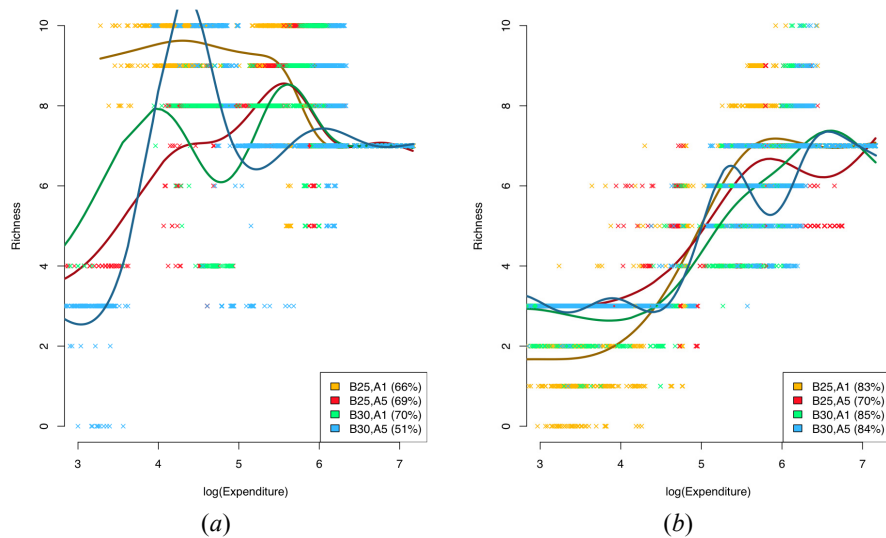 10
8
6
4
2
0
Richness
B25,A1 (66%)
B25,A5 (69%)
B30,A1 (70%)
B30,A5 (51%)
3 4 5 6 7
log(Expenditure)
(a)
10
8
6
4
2
0
Richness
B25,A1 (83%)
B25,A5 (70%)
B30,A1 (85%)
B30,A5 (84%)
3 4 5 6 7
log(Expenditure)
(b)